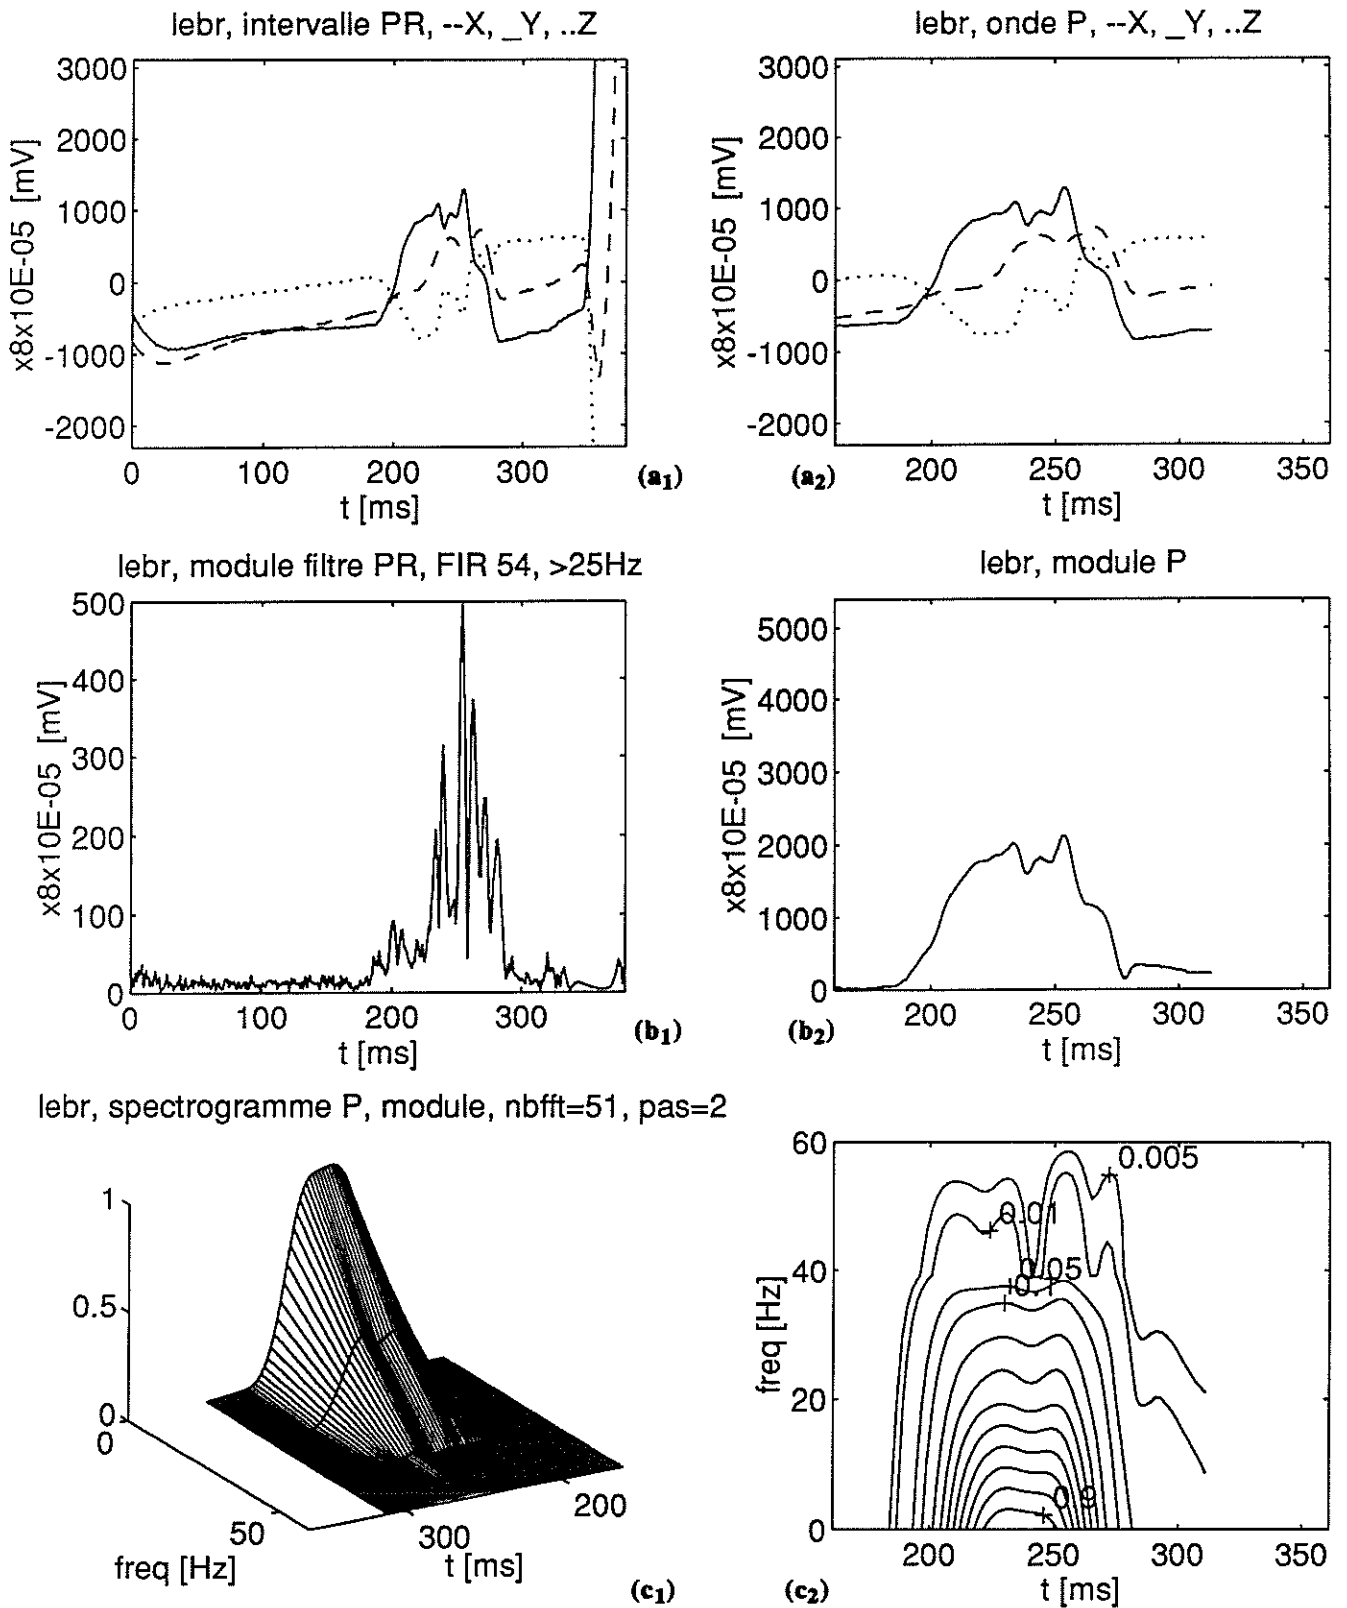 lebr, intervalle PR, --X, _Y, ..Z
3000
2000
1000
0
-1000
-2000
x8x10E-05 [mV]
0 100 200 300
t [ms]
(a1)
lebr, onde P, --X, _Y, ..Z
3000
2000
1000
0
-1000
-2000
x8x10E-05 [mV]
200 250 300 350
t [ms]
(a2)
lebr, module filtre PR, FIR 54, >25Hz
500
400
300
200
100
0
x8x10E-05 [mV]
0 100 200 300
t [ms]
(b1)
lebr, module P
5000
4000
3000
2000
1000
0
x8x10E-05 [mV]
200 250 300 350
t [ms]
(b2)
lebr, spectrogramme P, module, nbfft=51, pas=2
1
0.5
0
0
50
freq [Hz]
300
200
t [ms]
(c1)
60
40
20
0
freq [Hz]
0.005
0.01
0.05
0.1
0.9
200 250 300 350
t [ms]
(c2)